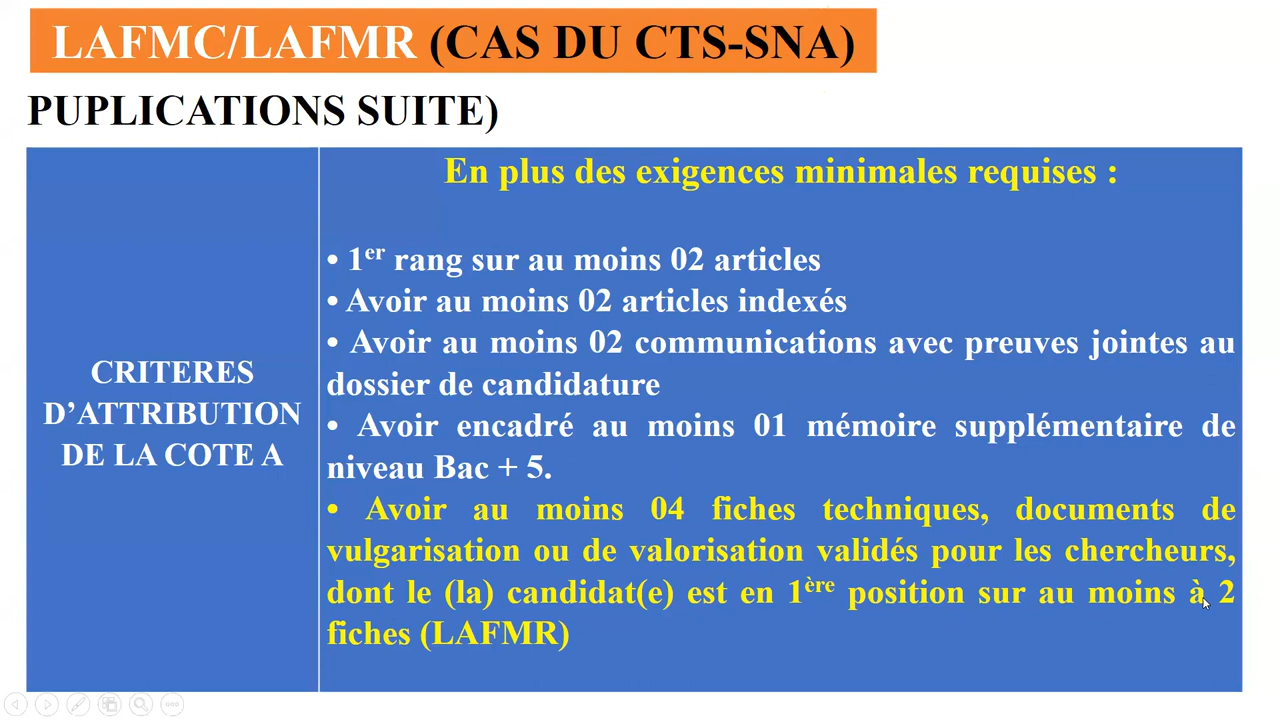 LAFMC/LAFMR (CAS DU CTS-SNA)
PUPLICATIONS SUITE)
CRITERES
D’ATTRIBUTION
DE LA COTE A
En plus des exigences minimales requises :
• 1er rang sur au moins 02 articles
• Avoir au moins 02 articles indexés
• Avoir au moins 02 communications avec preuves jointes au
dossier de candidature
• Avoir encadré au moins 01 mémoire supplémentaire de
niveau Bac + 5.
• Avoir au moins 04 fiches techniques, documents de
vulgarisation ou de valorisation validés pour les chercheurs,
dont le (la) candidat(e) est en 1ère position sur au moins à 2
fiches (LAFMR)